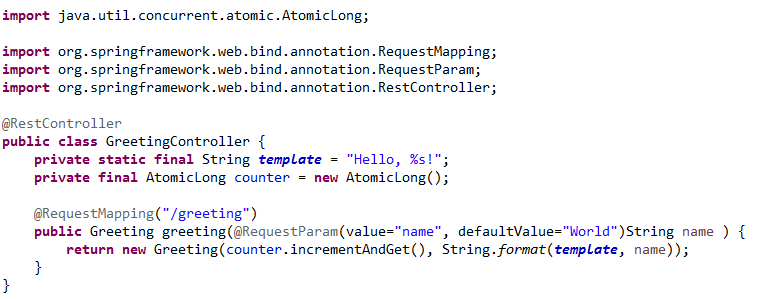 import java.util.concurrent.atomic.AtomicLong;
import org.springframework.web.bind.annotation.RequestMapping;
import org.springframework.web.bind.annotation.RequestParam;
import org.springframework.web.bind.annotation.RestController;
@RestController
public class GreetingController {
    private static final String template = "Hello, %s!";
    private final AtomicLong counter = new AtomicLong();
    @RequestMapping("/greeting")
    public Greeting greeting(@RequestParam(value="name", defaultValue="World")String name ) {
        return new Greeting(counter.incrementAndGet(), String.format(template, name));
    }
}